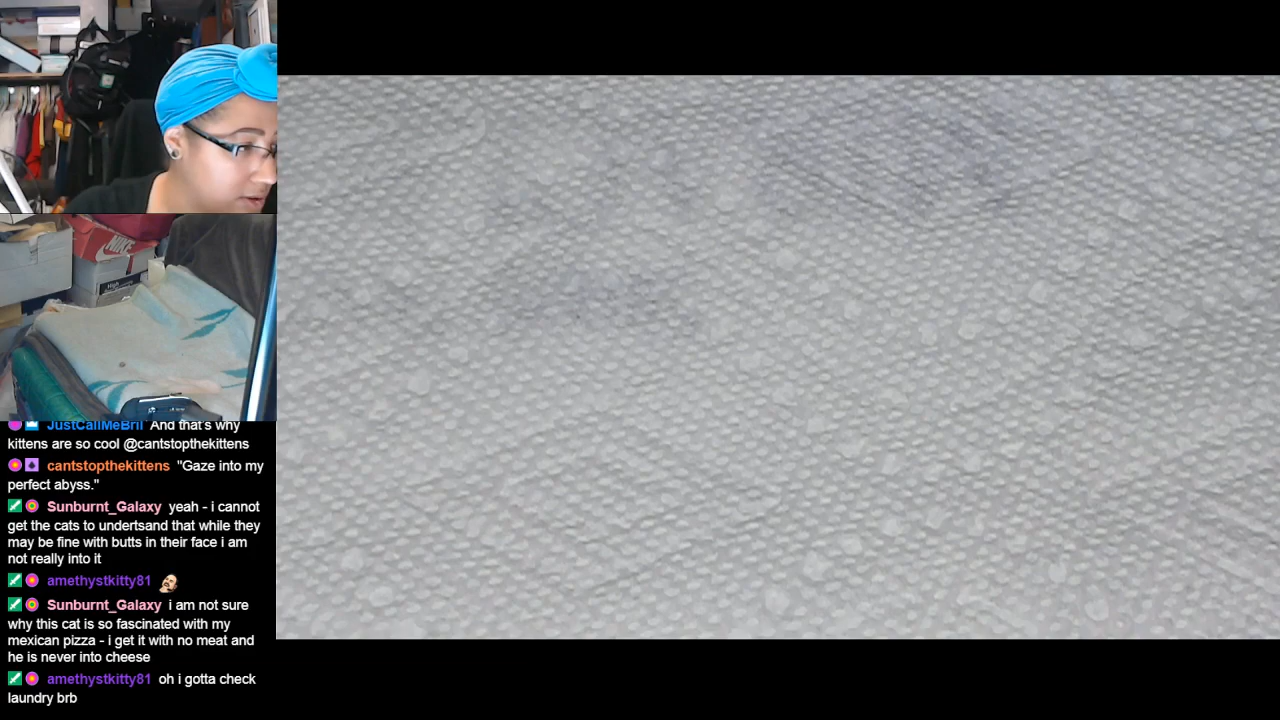 NIKE
High
JustCallMeBril And that's why
kittens are so cool @cantstopthekittens
cantstopthekittens "Gaze into my
perfect abyss."
Sunburnt_Galaxy yeah - i cannot
get the cats to undertsand that while they
may be fine with butts in their face i am
not really into it
amethystkitty81
Sunburnt_Galaxy i am not sure
why this cat is so fascinated with my
mexican pizza - i get it with no meat and
he is never into cheese
amethystkitty81 oh i gotta check
laundry brb